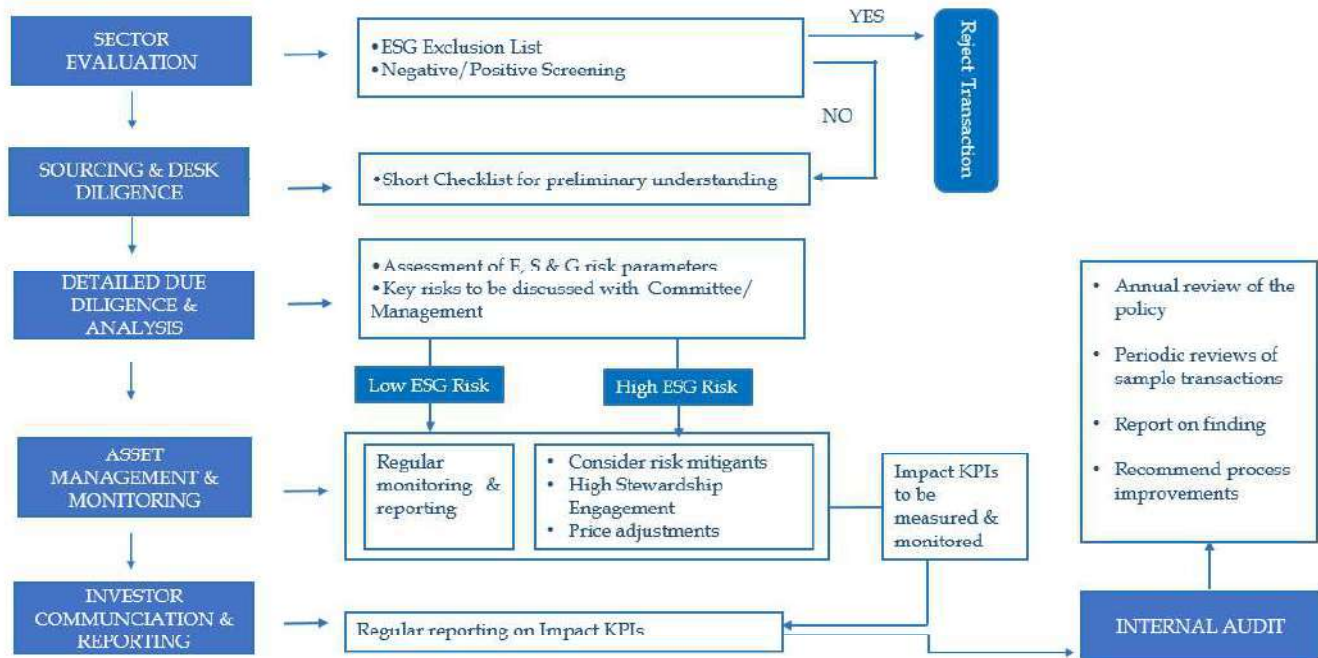 SECTOR
EVALUATION
•ESG Exclusion List
•Negative/Positive Screening
YES
NO
Reject Transaction
SOURCING & DESK
DILIGENCE
•Short Checklist for preliminary understanding
DETAILED DUE
DILIGENCE &
ANALYSIS
•Assessment of E, S & G risk parameters
•Key risks to be discussed with Committee/
Management
Low ESG Risk
High ESG Risk
ASSET
MANAGEMENT &
MONITORING
Regular
monitoring &
reporting
• Consider risk mitigants
• High Stewardship
Engagement
• Price adjustments
Impact KPIs
to be
measured &
monitored
INVESTOR
COMMUNCIATION &
REPORTING
Regular reporting on Impact KPIs
• Annual review of the
policy
• Periodic reviews of
sample transactions
• Report on finding
• Recommend process
improvements
INTERNAL AUDIT